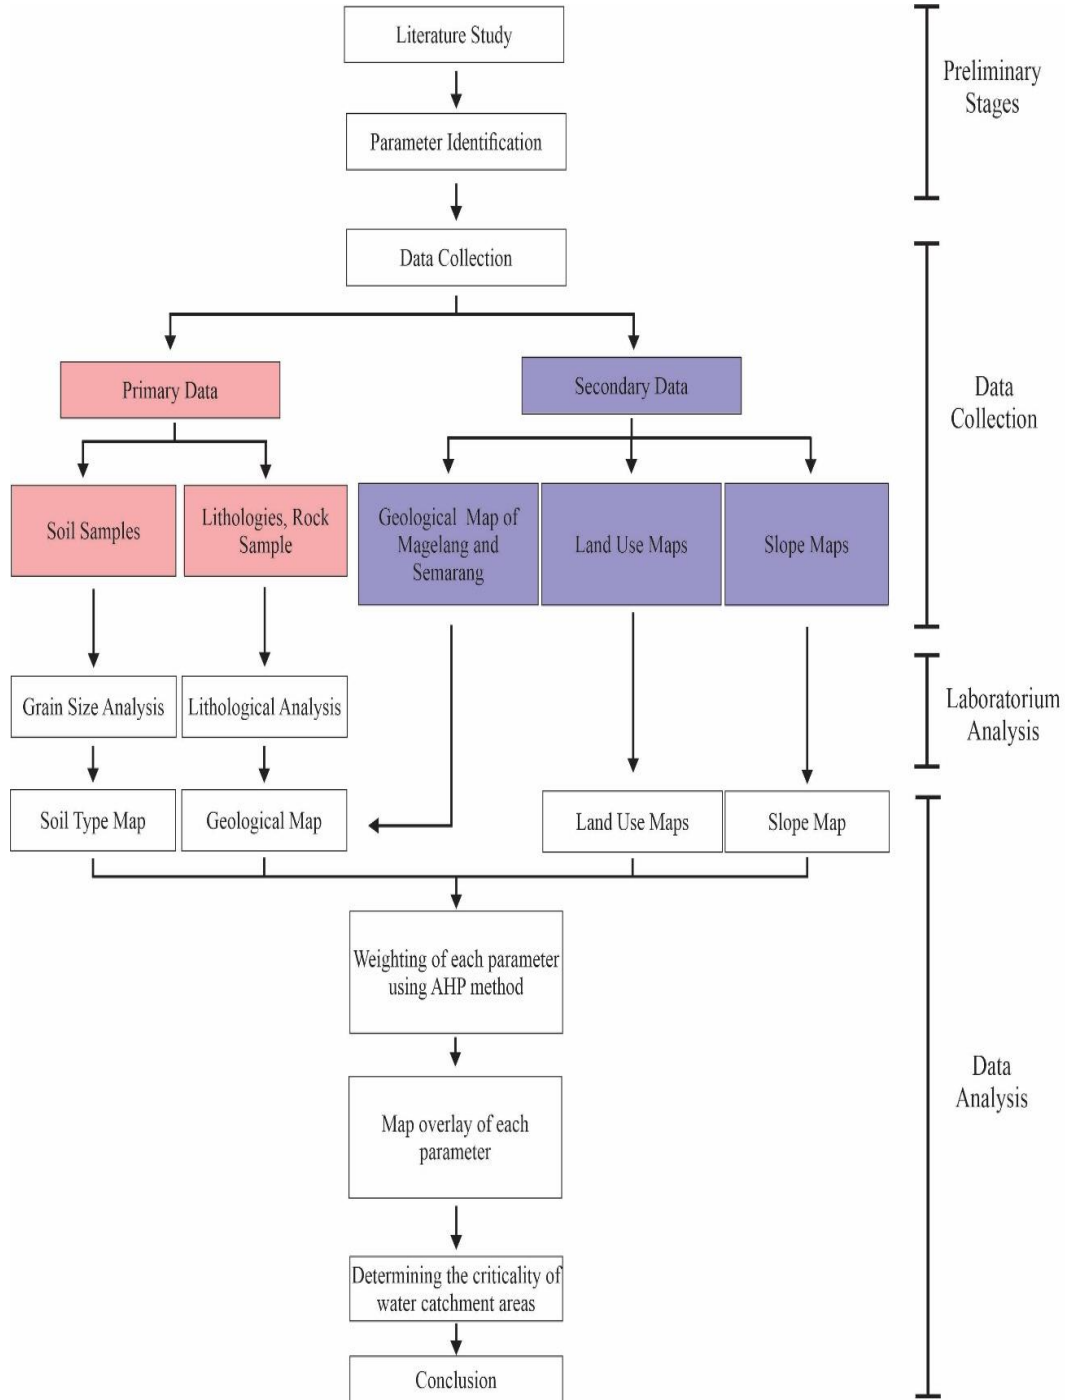 Literature Study
Preliminary
Stages
Parameter Identification
Data Collection
Primary Data
Secondary Data
Data
Collection
Soil Samples
Lithologies, Rock
Sample
Geological Map of
Magelang and
Semarang
Land Use Maps
Slope Maps
Grain Size Analysis
Lithological Analysis
Laboratorium
Analysis
Soil Type Map
Geological Map
Land Use Maps
Slope Map
Weighting of each parameter
using AHP method
Map overlay of each
parameter
Data
Analysis
Determining the criticality of
water catchment areas
Conclusion